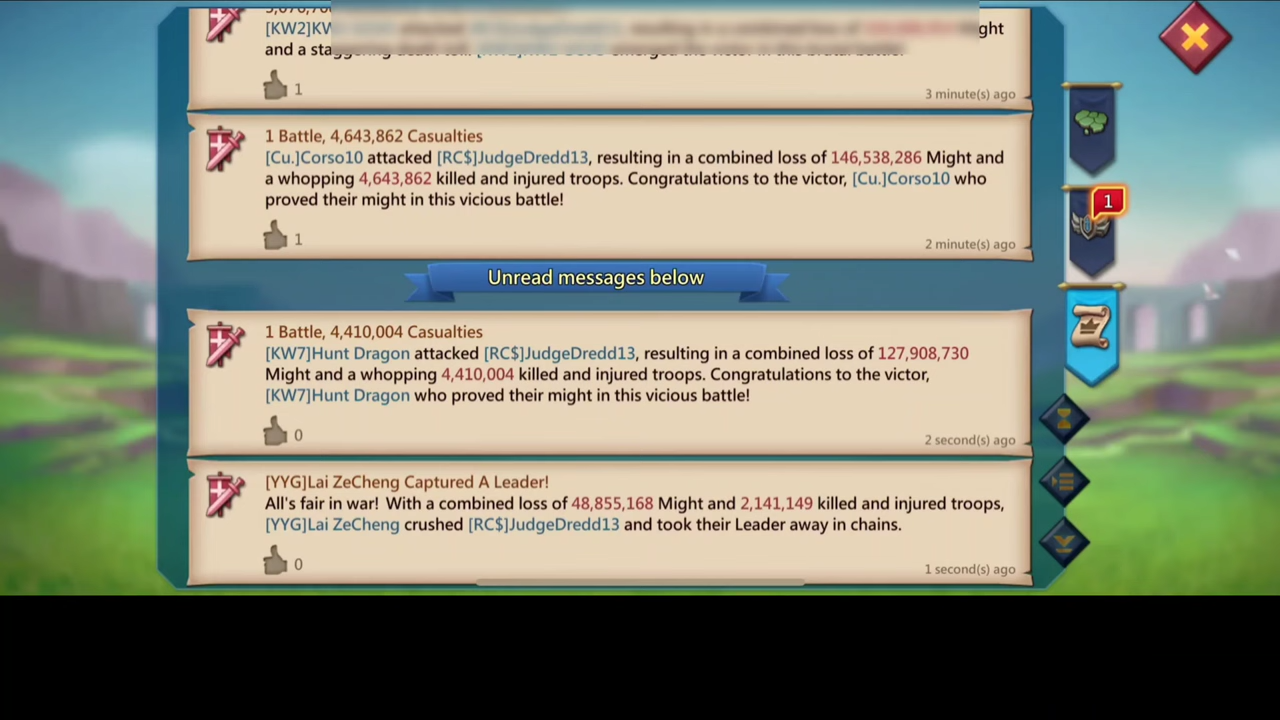 [KW2]KW
ght
and a sta
1
3 minute(s) ago
1 Battle, 4,643,862 Casualties
[Cu.]Corso10 attacked [RC$]JudgeDredd13, resulting in a combined loss of 146,538,286 Might and
a whopping 4,643,862 killed and injured troops. Congratulations to the victor, [Cu.]Corso10 who
proved their might in this vicious battle!
1
2 minute(s) ago
1
Unread messages below
1 Battle, 4,410,004 Casualties
[KW7]Hunt Dragon attacked [RC$]JudgeDredd13, resulting in a combined loss of 127,908,730
Might and a whopping 4,410,004 killed and injured troops. Congratulations to the victor,
[KW7]Hunt Dragon who proved their might in this vicious battle!
0
2 second(s) ago
[YYG]Lai ZeCheng Captured A Leader!
All's fair in war! With a combined loss of 48,855,168 Might and 2,141,149 killed and injured troops,
[YYG]Lai ZeCheng crushed [RC$]JudgeDredd13 and took their Leader away in chains.
0
1 second(s) ago